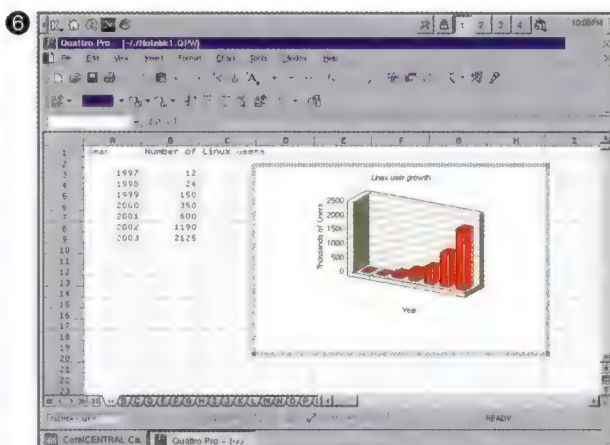 6
1 2 3 4 10:08PM
Quattro Pro - [~/./Notebk1.QPW]
File Edit View Insert Format Chart Tools Window Help
A B C D E F G H I
1 Year Number of Linux users
2
3 1997 12
4 1998 24
5 1999 150
6 2000 350
7 2001 600
8 2002 1190
9 2003 2125
10
11
12
13
14
15
16
17
18
19
20
21
22
23
Linux user growth
Thousands of Users
2500
2000
1500
1000
500
0
Year
A B C D E F G H I J K L M N O P
READY
CorelCENTRAL Ca. Quattro Pro - [~/